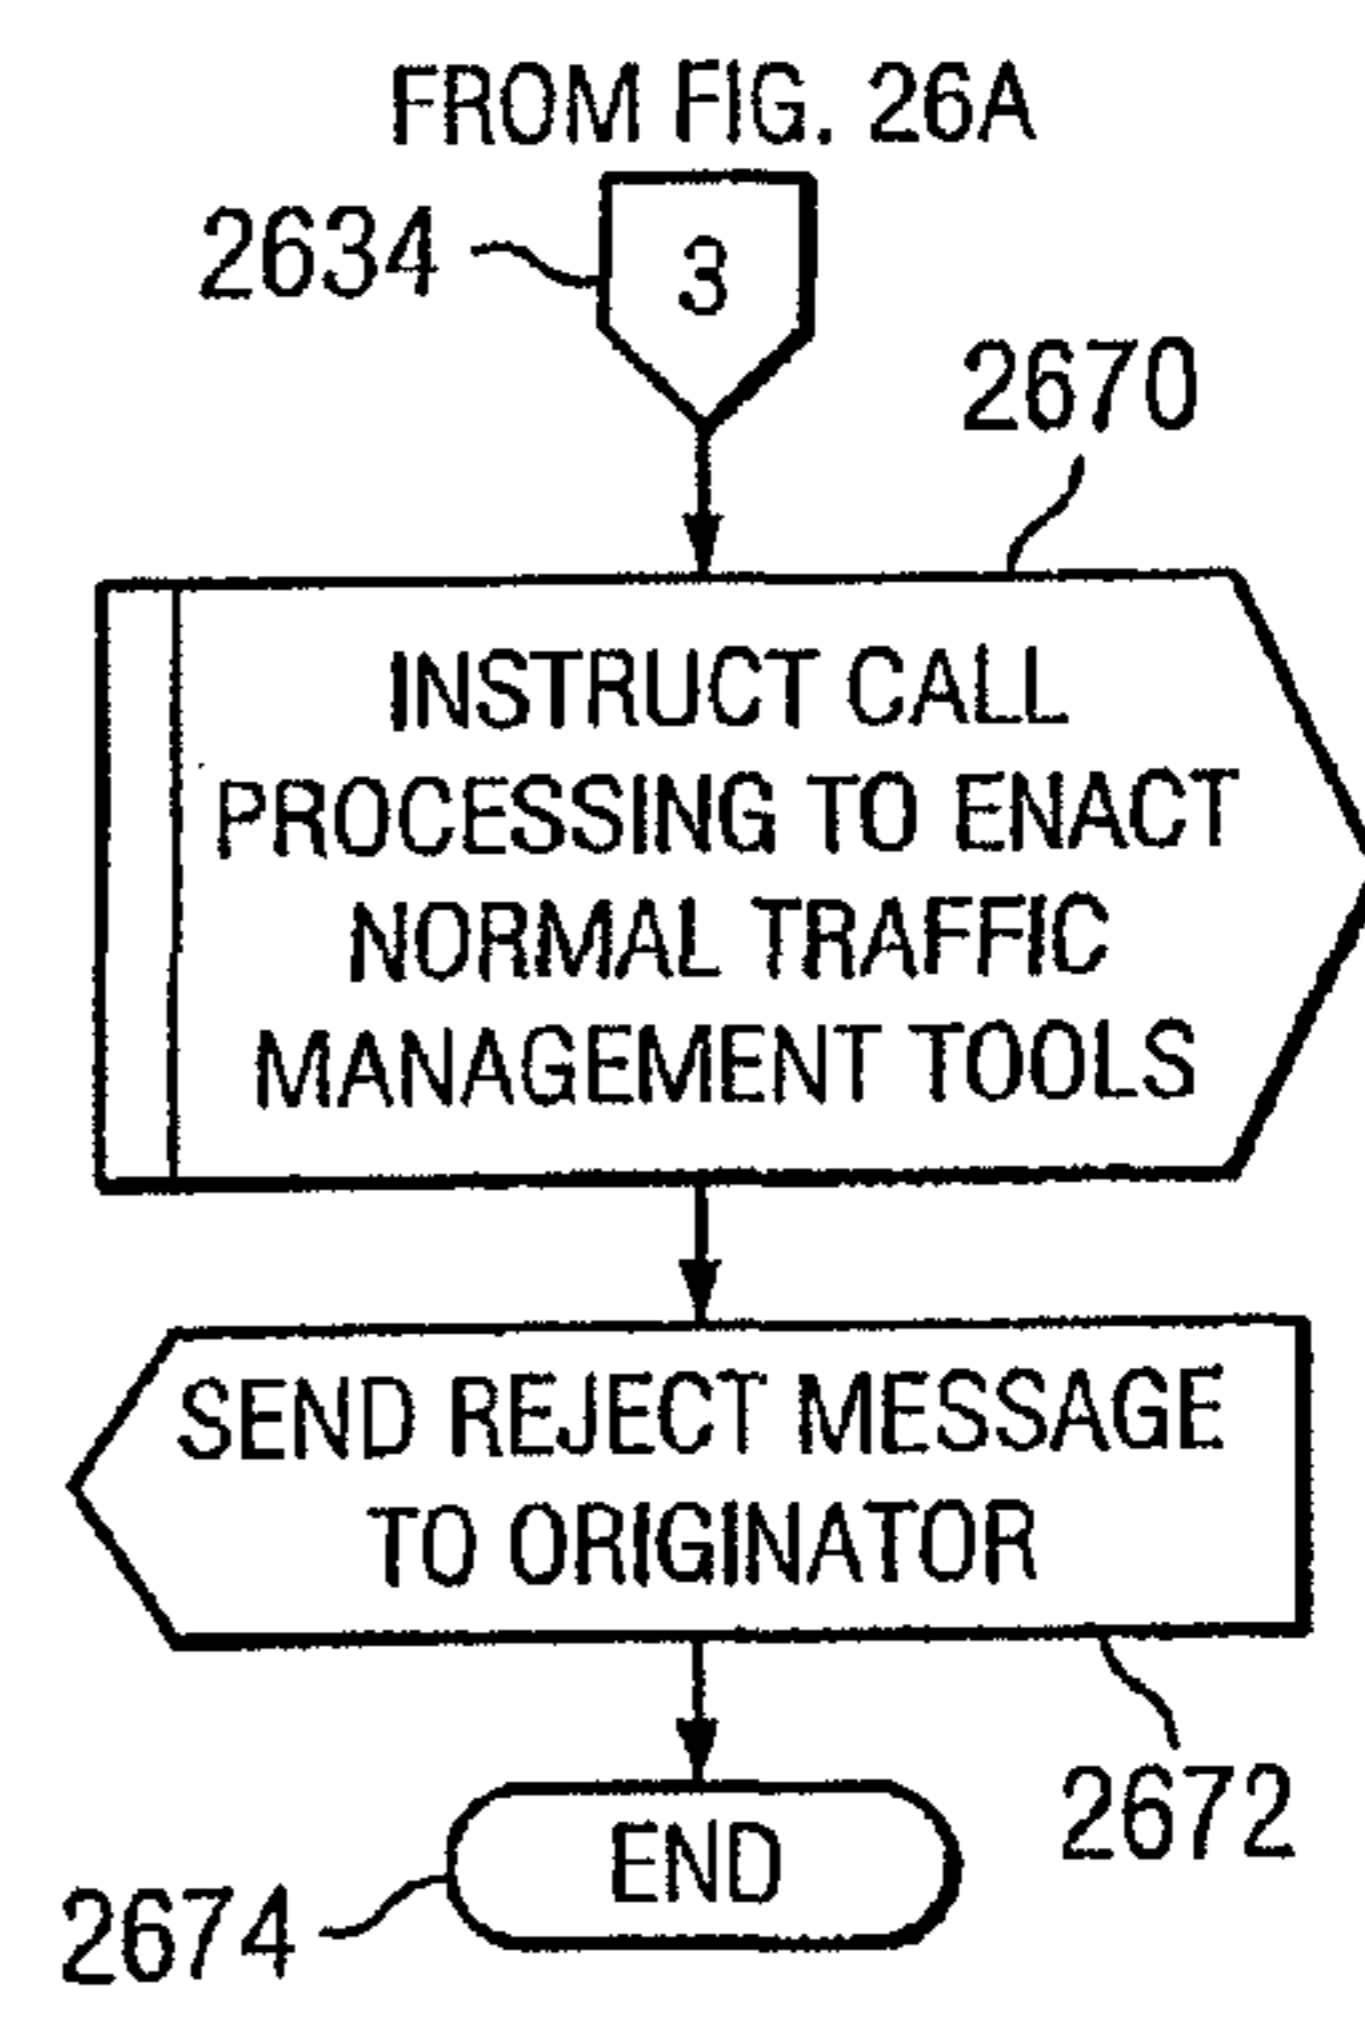 FROM FIG. 26A
2634
3
2670
INSTRUCT CALL
PROCESSING TO ENACT
NORMAL TRAFFIC
MANAGEMENT TOOLS
SEND REJECT MESSAGE
TO ORIGINATOR
2672
END
2674